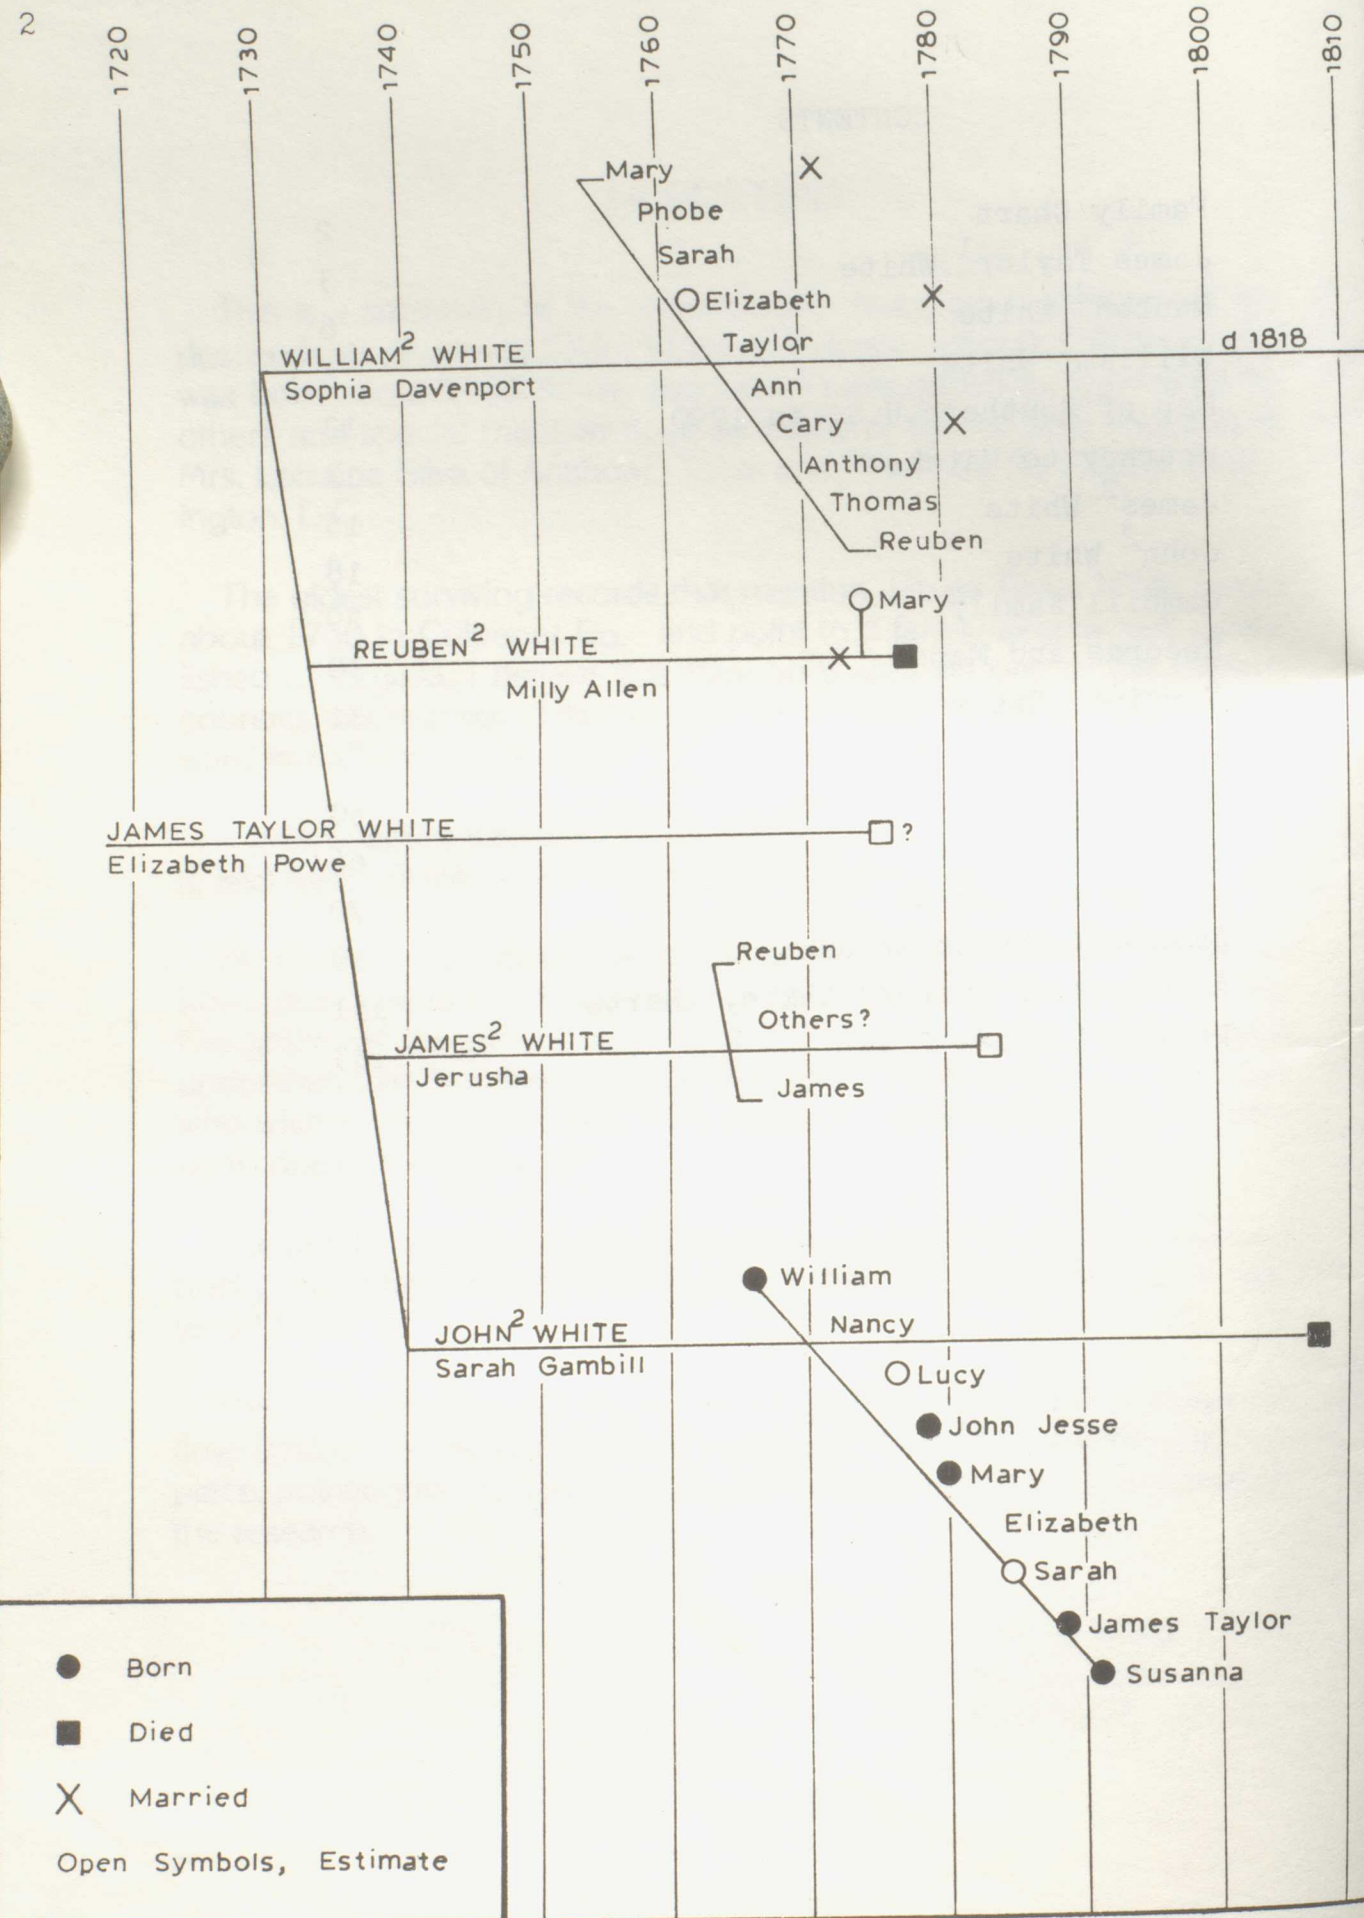 2
1720 1730 1740 1750 1760 1770 1780 1790 1800 1810
CONTENTS
Family Chart
Mary X
Phobe
Sarah
Elizabeth X
Taylor
WILLIAM² WHITE d 1818
Sophia Davenport
Ann
Cary X
Anthony
Thomas
Reuben
Mary
REUBEN² WHITE X
Milly Allen
JAMES TAYLOR WHITE ?
Elizabeth Powe
Reuben
Others?
JAMES² WHITE
Jerusha
James
William
Nancy
JOHN² WHITE
Sarah Gambill
Lucy
John Jesse
Mary
Elizabeth
Sarah
James Taylor
Susanna
Born
Died
X Married
Open Symbols, Estimate